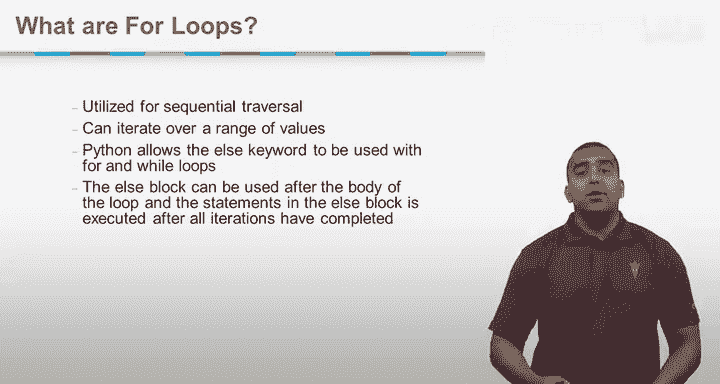 What are For Loops?
– Utilized for sequential traversal
– Can iterate over a range of values
– Python allows the else keyword to be used with
for and while loops
– The else block can be used after the body of
the loop and the statements in the else block is
executed after all iterations have completed